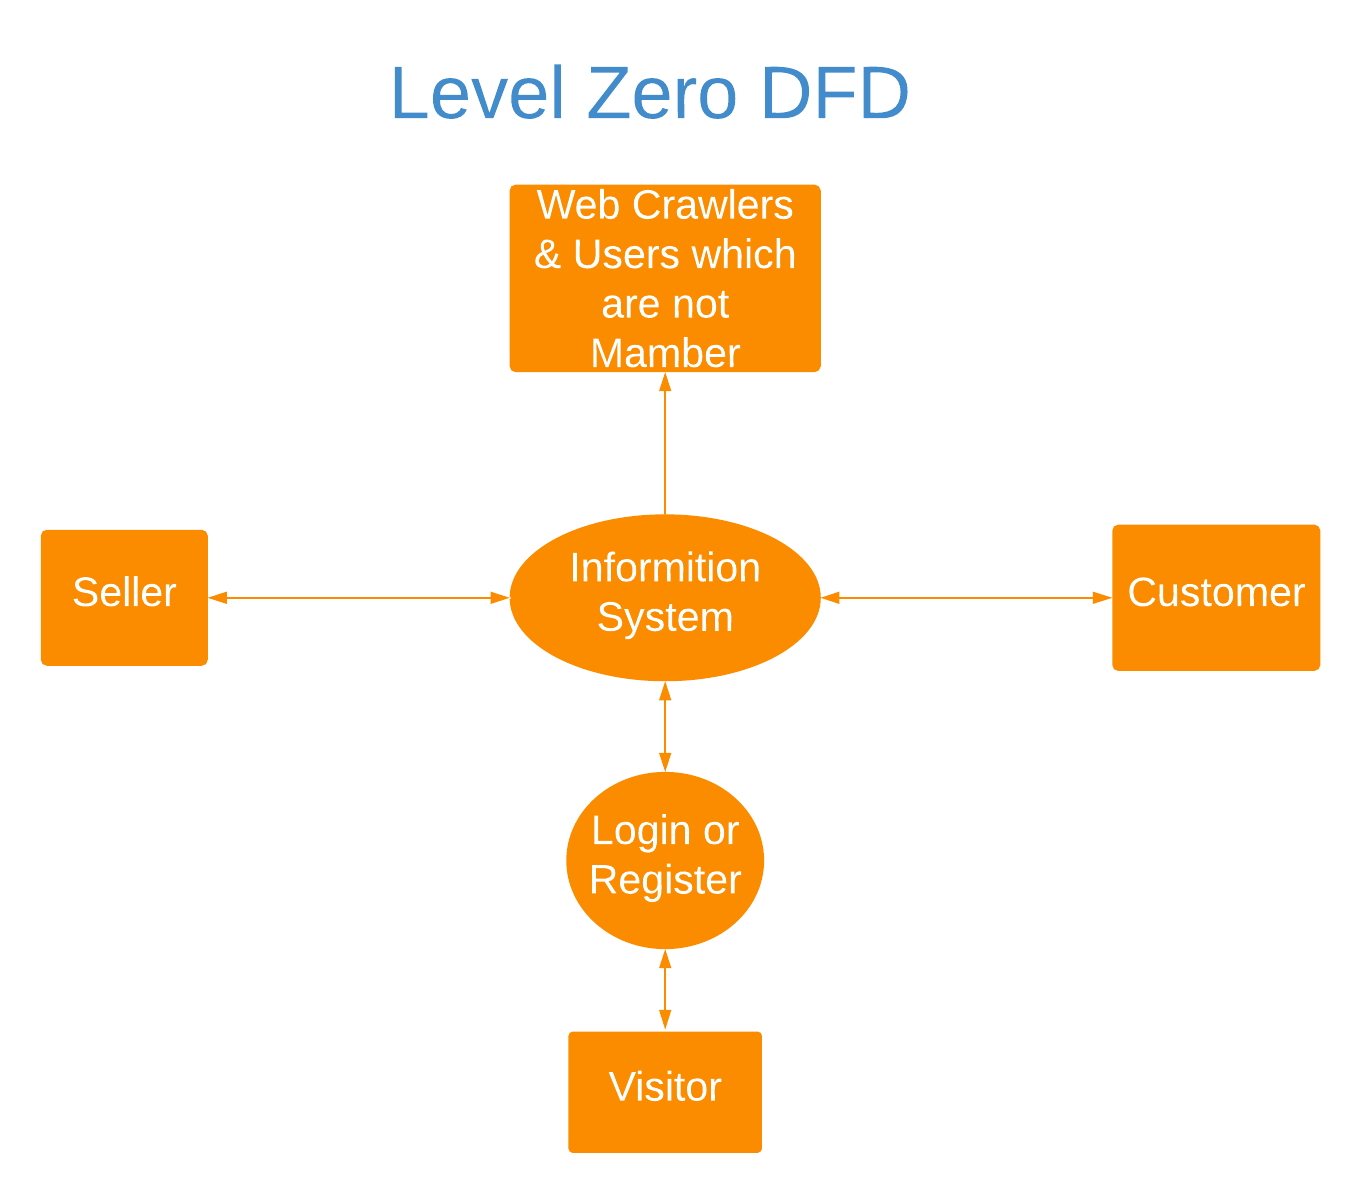 Level Zero DFD
Web Crawlers
& Users which
are not
Mamber
Seller
Informition
System
Customer
Login or
Register
Visitor